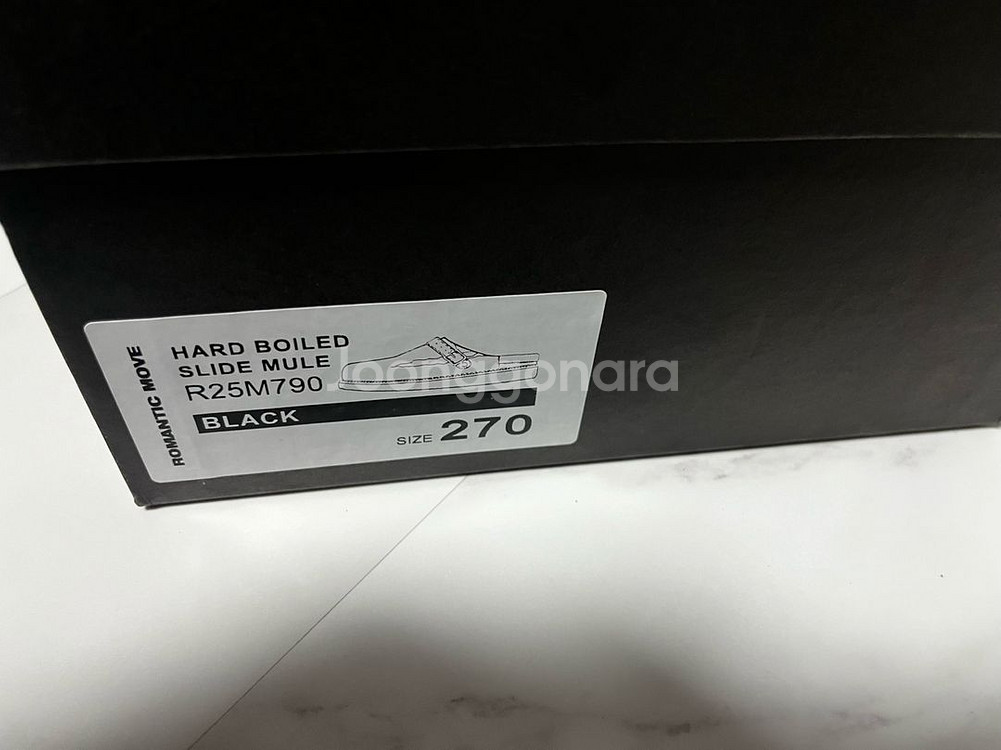 ROMANTIC MOVE
HARD BOILED
SLIDE MULE
R25M790
BLACK
SIZE 270
Joonggonara